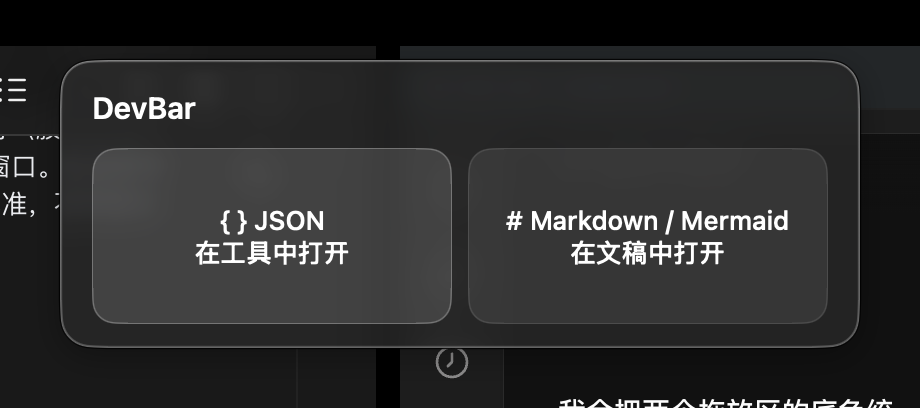 DevBar
{ } JSON
在工具中打开
# Markdown / Mermaid
在文稿中打开
窗口。
准，